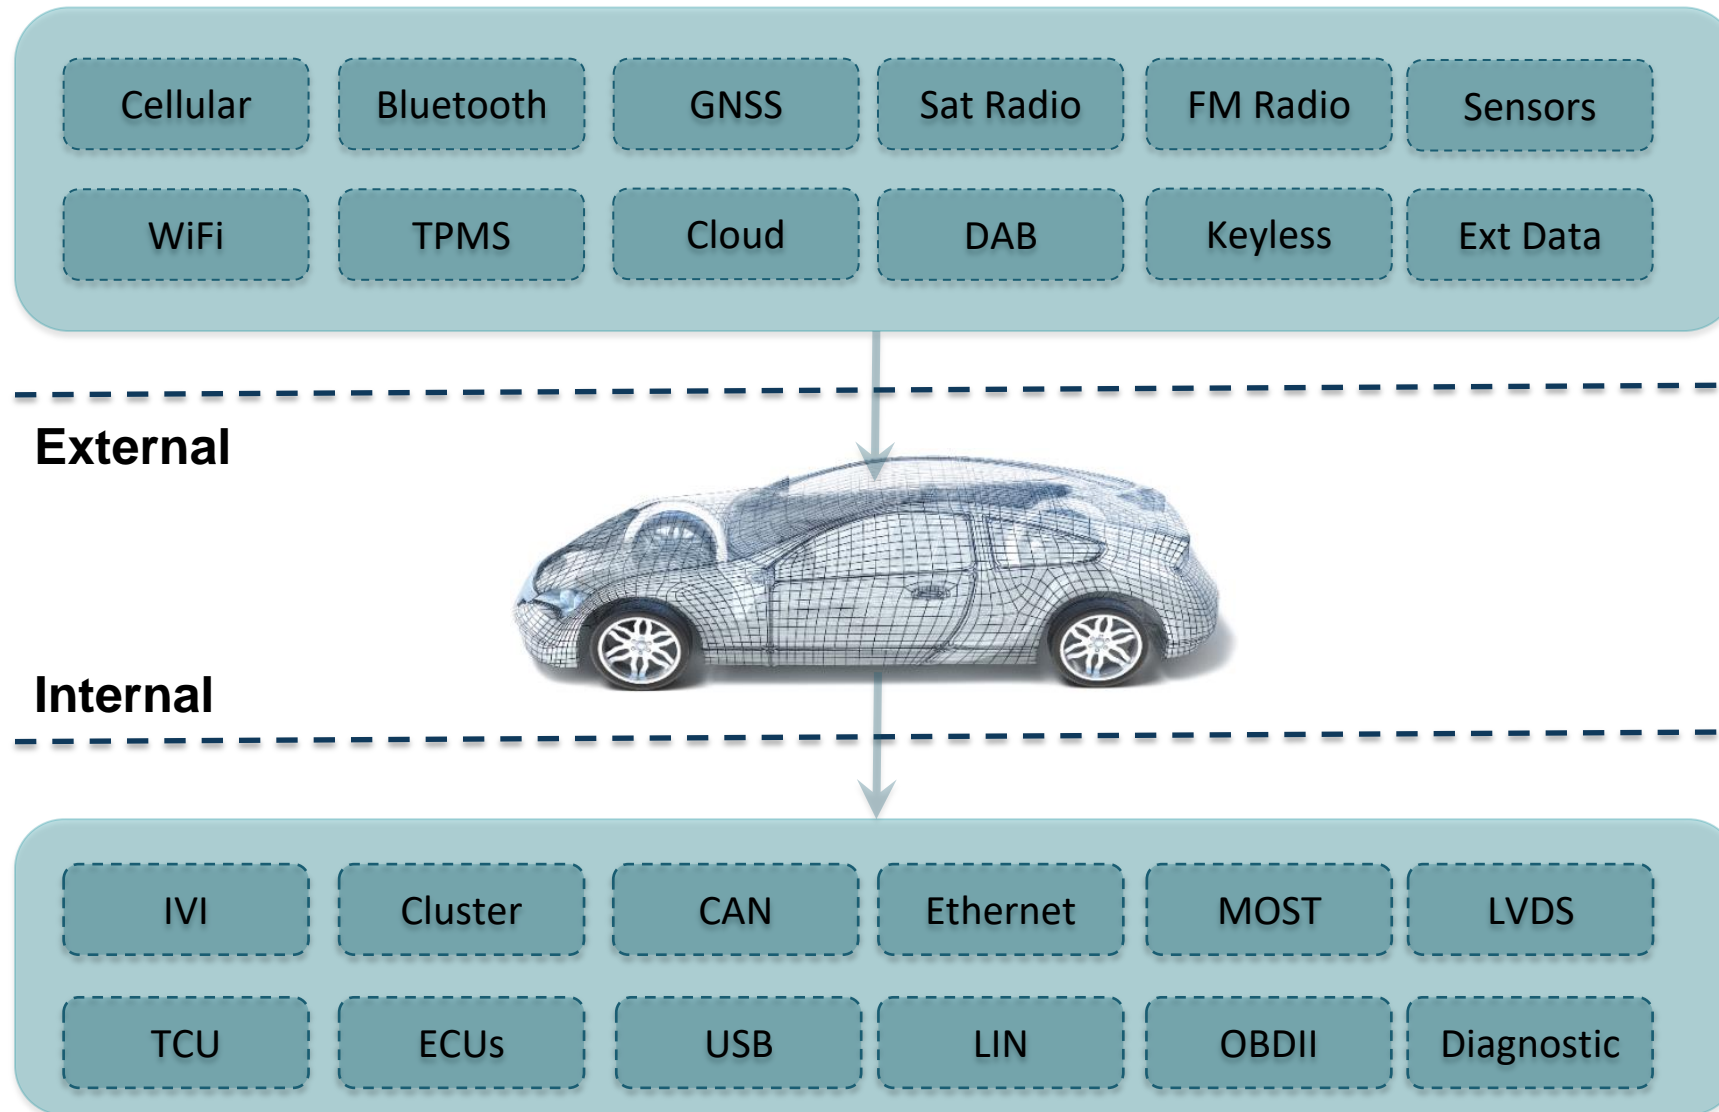 Cellular Bluetooth GNSS Sat Radio FM Radio Sensors
WiFi TPMS Cloud DAB Keyless Ext Data
External
Internal
IVI Cluster CAN Ethernet MOST LVDS
TCU ECUs USB LIN OBDII Diagnostic